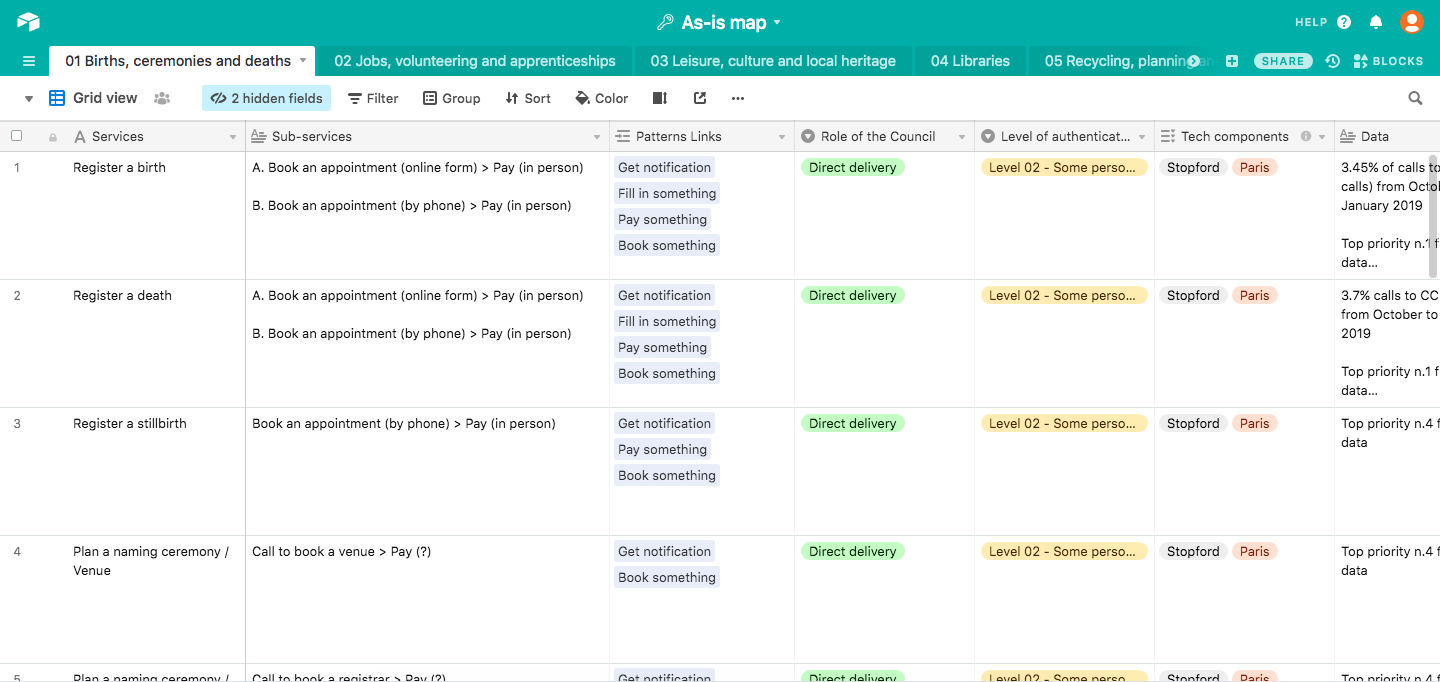 As-is map
HELP
01 Births, ceremonies and deaths
02 Jobs, volunteering and apprenticeships
03 Leisure, culture and local heritage
04 Libraries
05 Recycling, planning
SHARE
BLOCKS
Grid view
2 hidden fields
Filter
Group
Sort
Color
Services
Sub-services
Patterns Links
Role of the Council
Level of authenticat...
Tech components
Data
1
Register a birth
A. Book an appointment (online form) > Pay (in person)
B. Book an appointment (by phone) > Pay (in person)
Get notification
Fill in something
Pay something
Book something
Direct delivery
Level 02 - Some perso...
Stopford
Paris
3.45% of calls to
calls) from
January 2019
Top priority n.1
data...
2
Register a death
A. Book an appointment (online form) > Pay (in person)
B. Book an appointment (by phone) > Pay (in person)
Get notification
Fill in something
Pay something
Book something
Direct delivery
Level 02 - Some perso...
Stopford
Paris
3.7% calls to CC
from October to
2019
Top priority n.1 f
data...
3
Register a stillbirth
Book an appointment (by phone) > Pay (in person)
Get notification
Pay something
Book something
Direct delivery
Level 02 - Some perso...
Stopford
Paris
Top priority n.4 f
data
4
Plan a naming ceremony /
Venue
Call to book a venue > Pay (?)
Get notification
Book something
Direct delivery
Level 02 - Some perso...
Stopford
Paris
Top priority n.4 f
data
5
Plan a naming ceremony /
Call to book a registrar > Pay (?)
Get notification
Direct delivery
Level 02 - Some perso...
Stopford
Paris
Top priority n.4 f